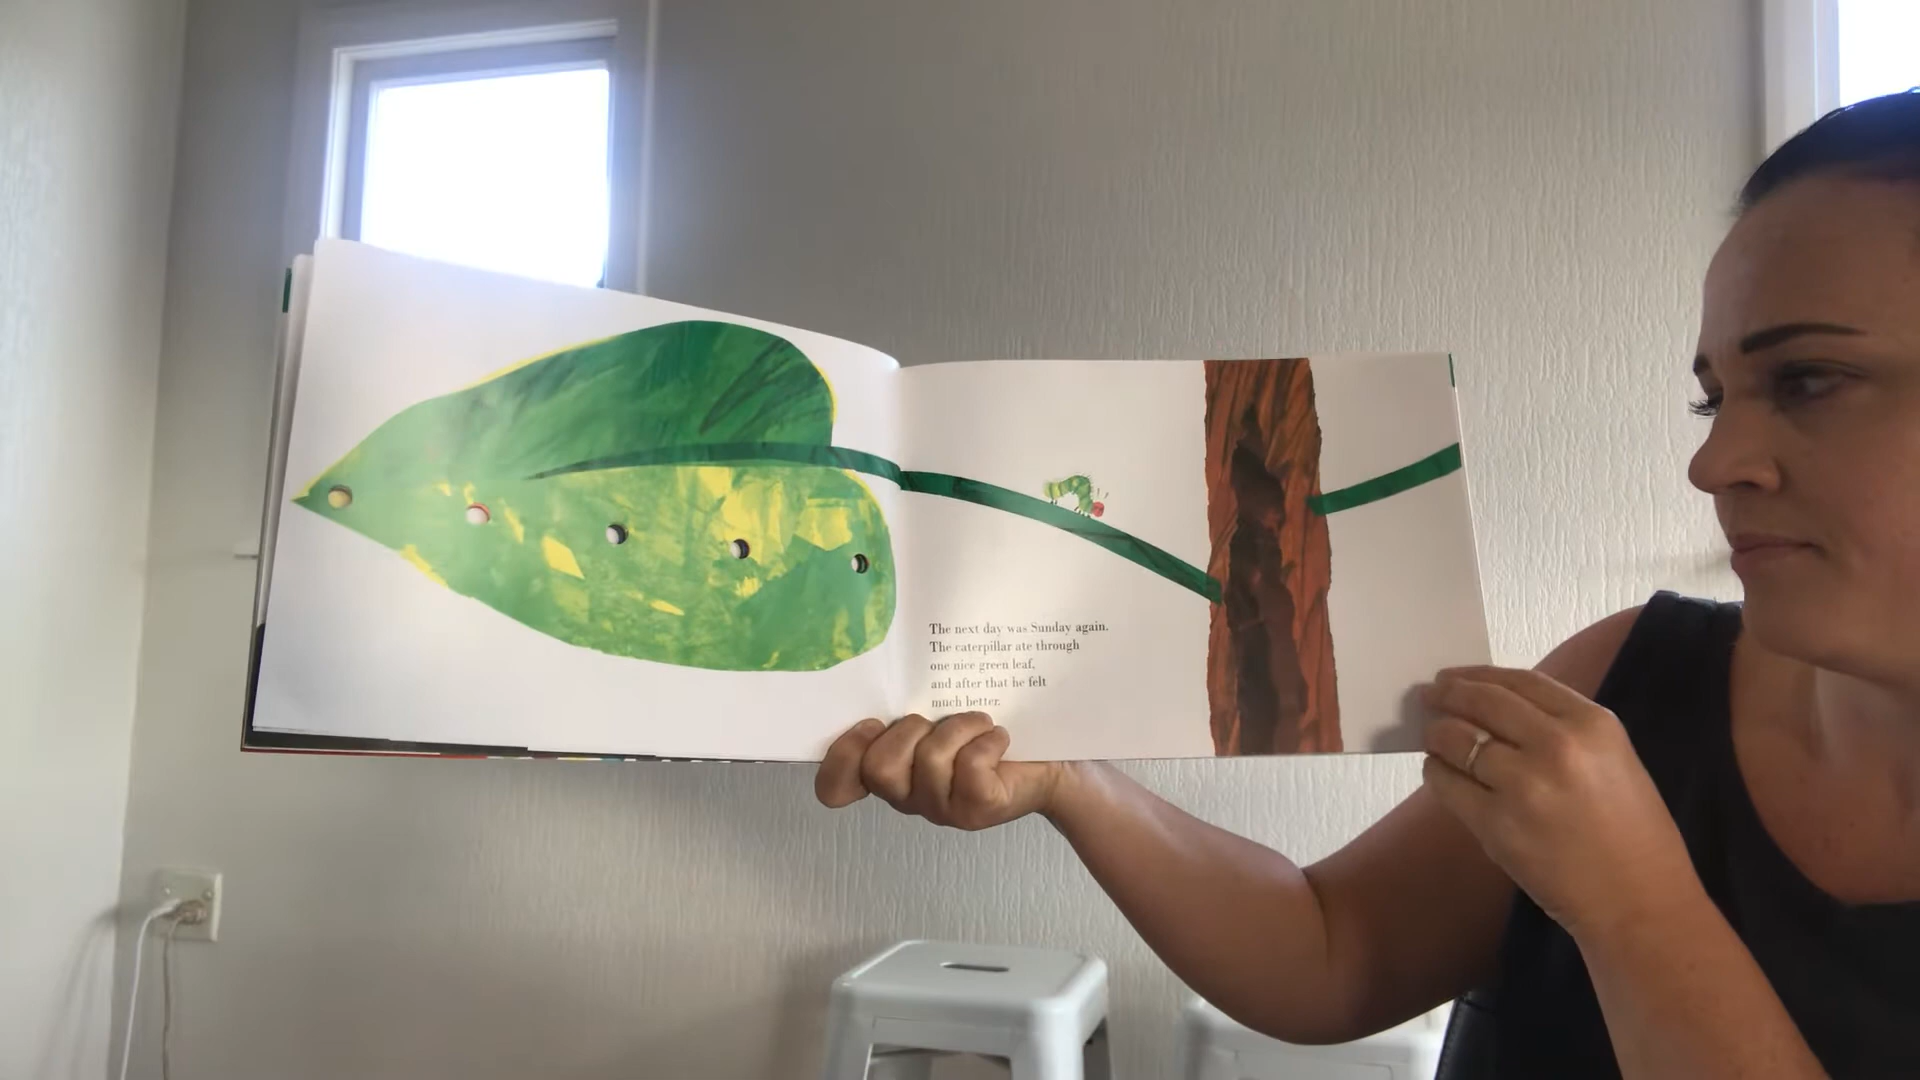 The next day was Sunday again.
The caterpillar ate through
one nice green leaf,
and after that he felt
much better.